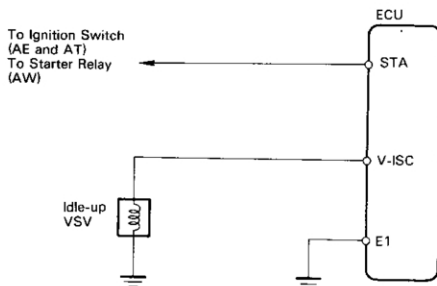 ECU
To Ignition Switch
(AE and AT)
To Starter Relay
(AW)
STA
V-ISC
Idle-up
VSV
E1